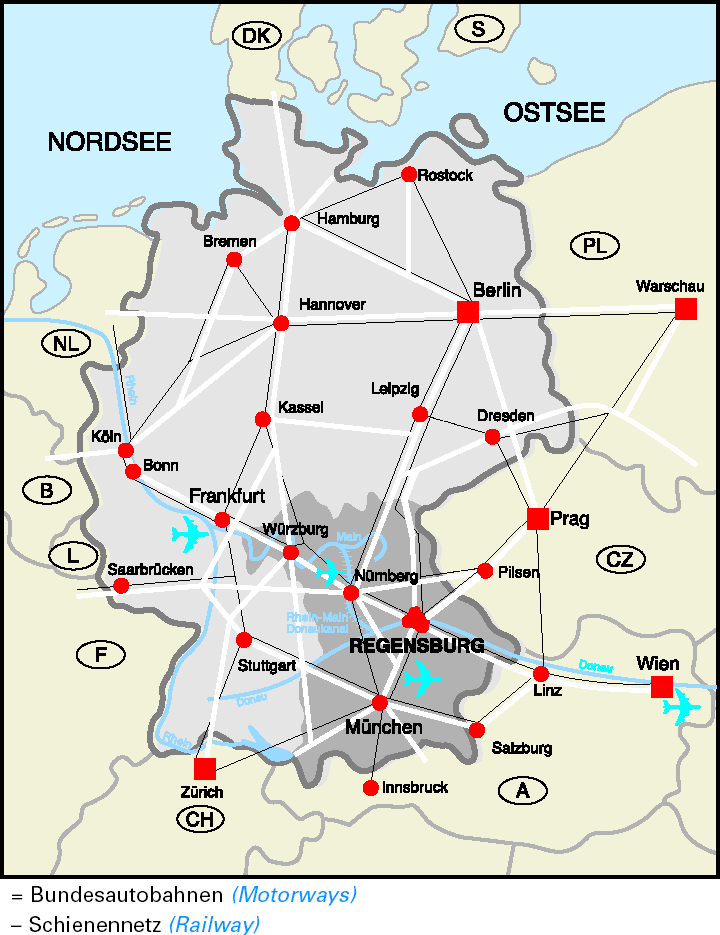 DK
S
OSTSEE
NORDSEE
Rostock
Hamburg
Bremen
PL
Warschau
Berlin
Hannover
NL
Rhein
Leipzig
Kassel
Dresden
Köln
Bonn
B
Frankfurt
Prag
Würzburg
Main
L
CZ
Saarbrücken
Nürnberg
Pilsen
Rhein-Main
Donaukanal
F
REGENSBURG
Stuttgart
Donau
Wien
Linz
Donau
München
Rhein
Salzburg
Zürich
Innsbruck
A
CH
= Bundesautobahnen (Motorways)
– Schienennetz (Railway)